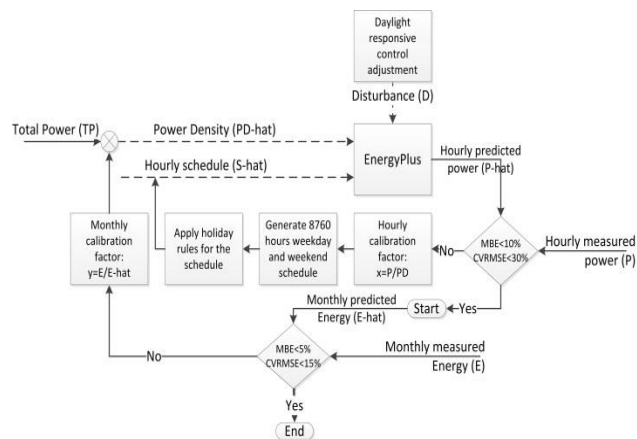 Daylight
responsive
control
adjustment
Disturbance (D)
Total Power (TP)
Power Density (PD-hat)
Hourly schedule (S-hat)
EnergyPlus
Hourly predicted
power (P-hat)
Monthly
calibration
factor:
y=E/E-hat
Apply holiday
rules for the
schedule
Generate 8760
hours weekday
and weekend
schedule
Hourly
calibration
factor:
x=P/PD
No
MBE<10%
CVRMSE<30%
Hourly measured
power (P)
Monthly predicted
Energy (E-hat)
Start
Yes
No
MBE<5%
CVRMSE<15%
Monthly measured
Energy (E)
Yes
End